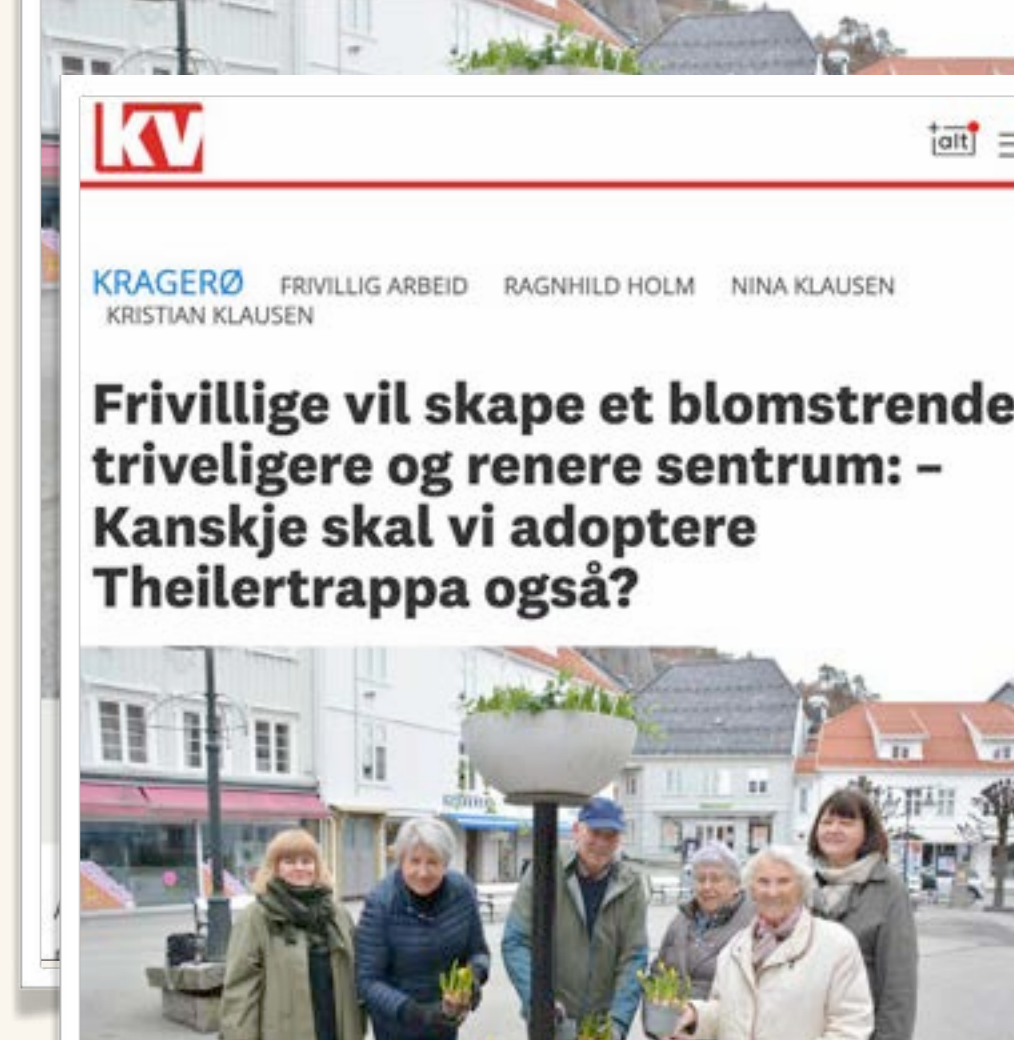 kv
+alt
KRAGERØ FRIVILLIG ARBEID RAGNHILD HOLM NINA KLAUSEN
KRISTIAN KLAUSEN
Frivillige vil skape et blomstrende
triveligere og renere sentrum: –
Kanskje skal vi adoptere
Theilertrappa også?